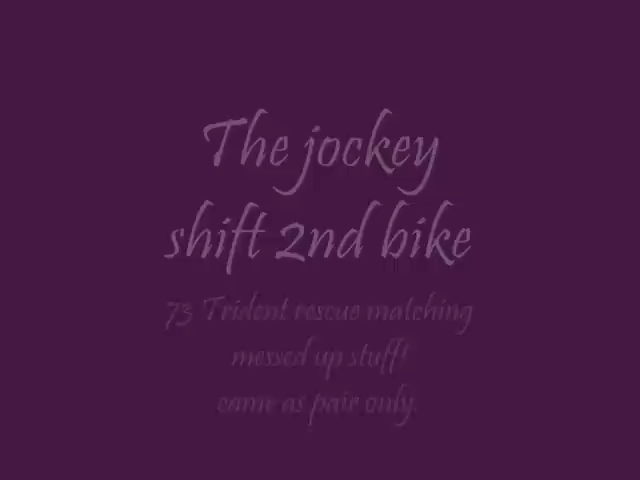 The jockey
shift 2nd bike
73 Trident rescue matching
messed up stuff!
came as pair only.